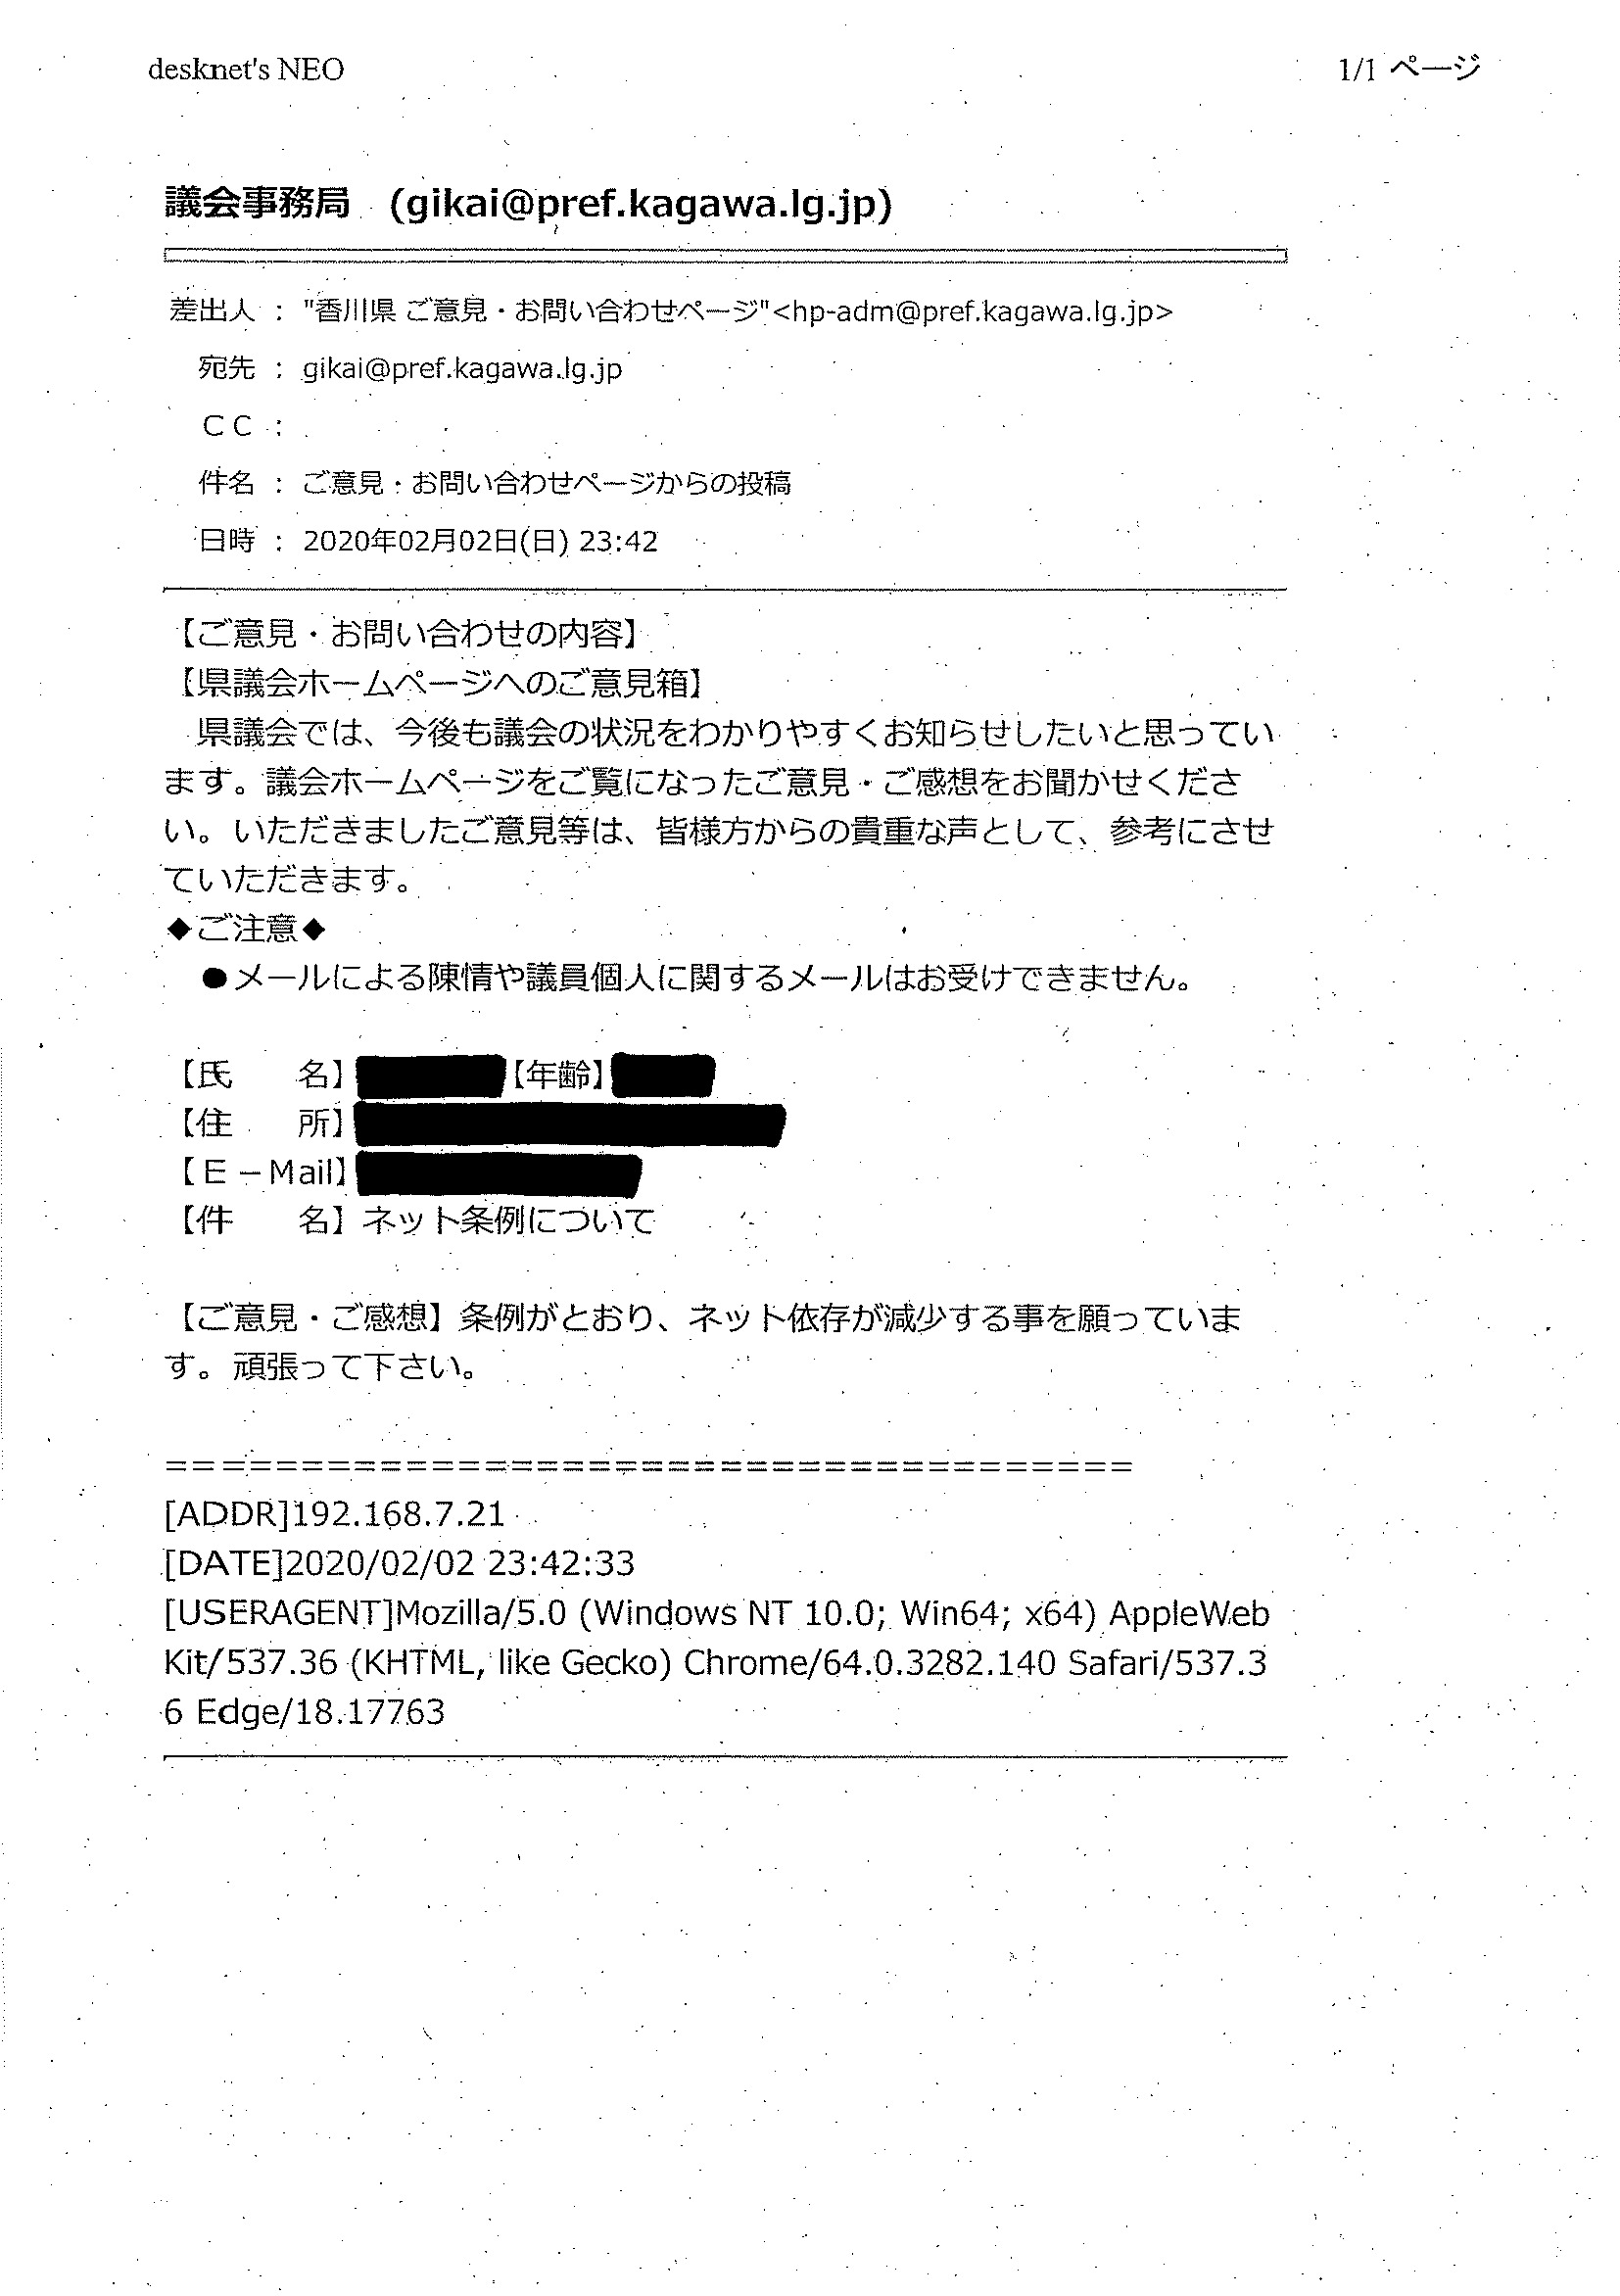 desknet's NEO 1/1 ページ
議会事務局 (gikai@pref.kagawa.lg.jp)
差出人 : "香川県 ご意見・お問い合わせページ"<hp-adm@pref.kagawa.lg.jp>
宛先 : gikai@pref.kagawa.lg.jp
CC :
件名 : ご意見・お問い合わせページからの投稿
日時 : 2020年02月02日(日) 23:42
【ご意見・お問い合わせの内容】
【県議会ホームページへのご意見箱】
県議会では、今後も議会の状況をわかりやすくお知らせしたいと思ってい
ます。議会ホームページをご覧になったご意見・ご感想をお聞かせくださ
い。いただきましたご意見等は、皆様方からの貴重な声として、参考にさせ
ていただきます。
◆ご注意◆
●メールによる陳情や議員個人に関するメールはお受けできません。
【氏　　名】【年齢】
【住　　所】
【E－Mail】
【件　　名】ネット条例について
【ご意見・ご感想】条例がとおり、ネット依存が減少する事を願っていま
す。頑張って下さい。
======================================
[ADDR]192.168.7.21
[DATE]2020/02/02 23:42:33
[USERAGENT]Mozilla/5.0 (Windows NT 10.0; Win64; x64) AppleWeb
Kit/537.36 (KHTML, like Gecko) Chrome/64.0.3282.140 Safari/537.3
6 Edge/18.17763